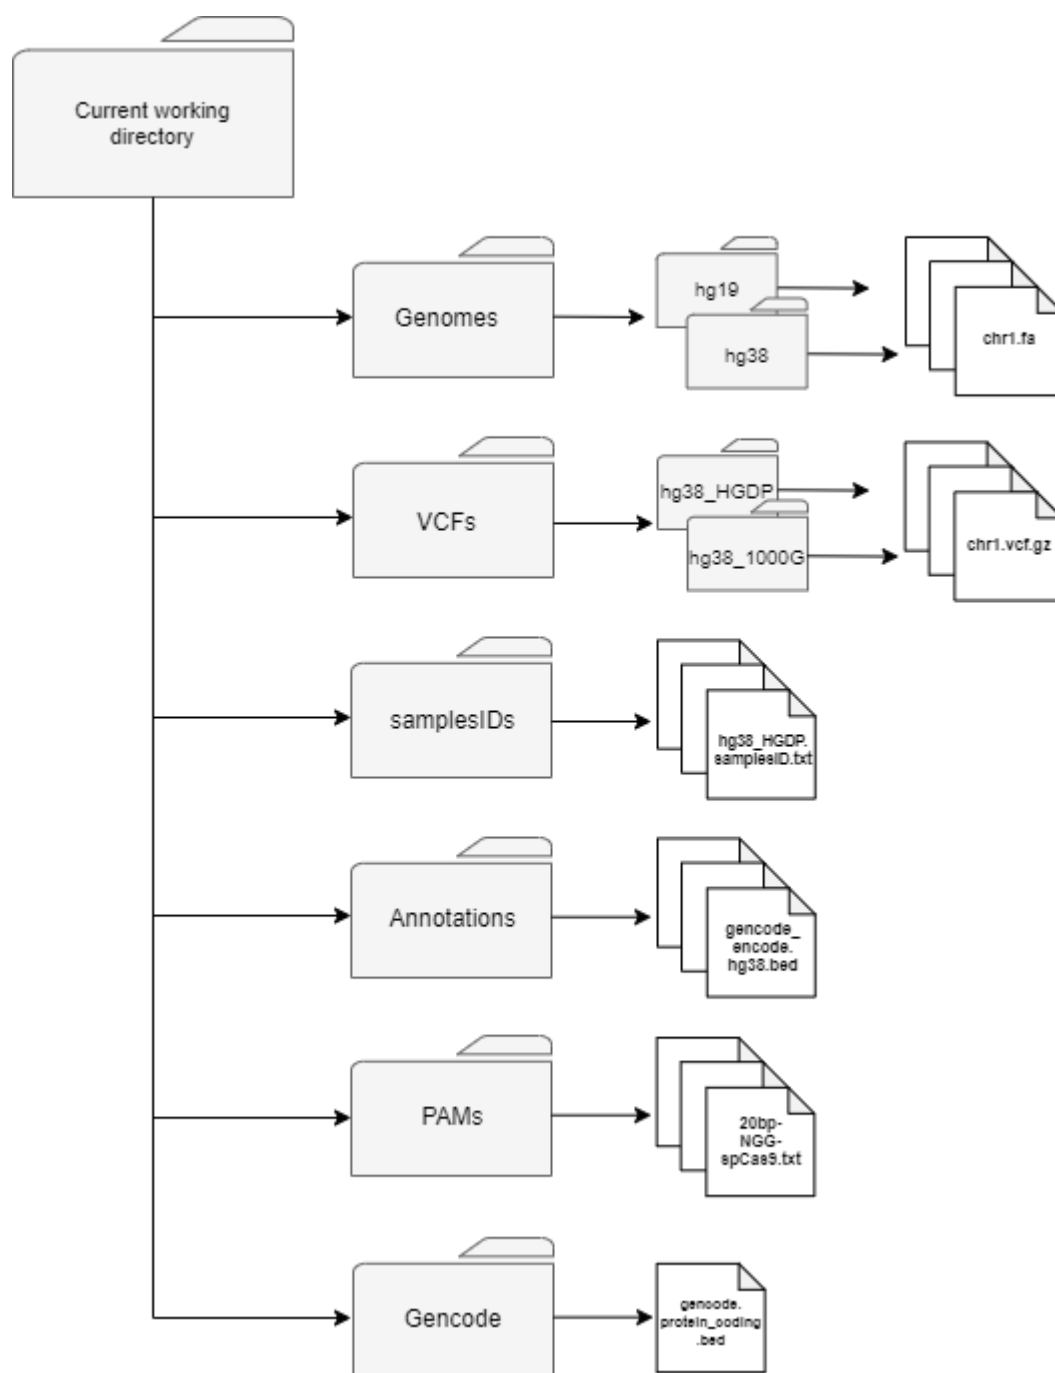 Current working
directory
Genomes
hg19
hg38
chr1.fa
VCFs
hg38_HGDP
hg38_1000G
chr1.vcf.gz
samplesIDs
hg38_HGDP.
samplesID.txt
Annotations
gencode_
encode.
hg38.bed
PAMs
20bp-
NGG-
spCas9.txt
Gencode
gencode.
protein_coding
.bed